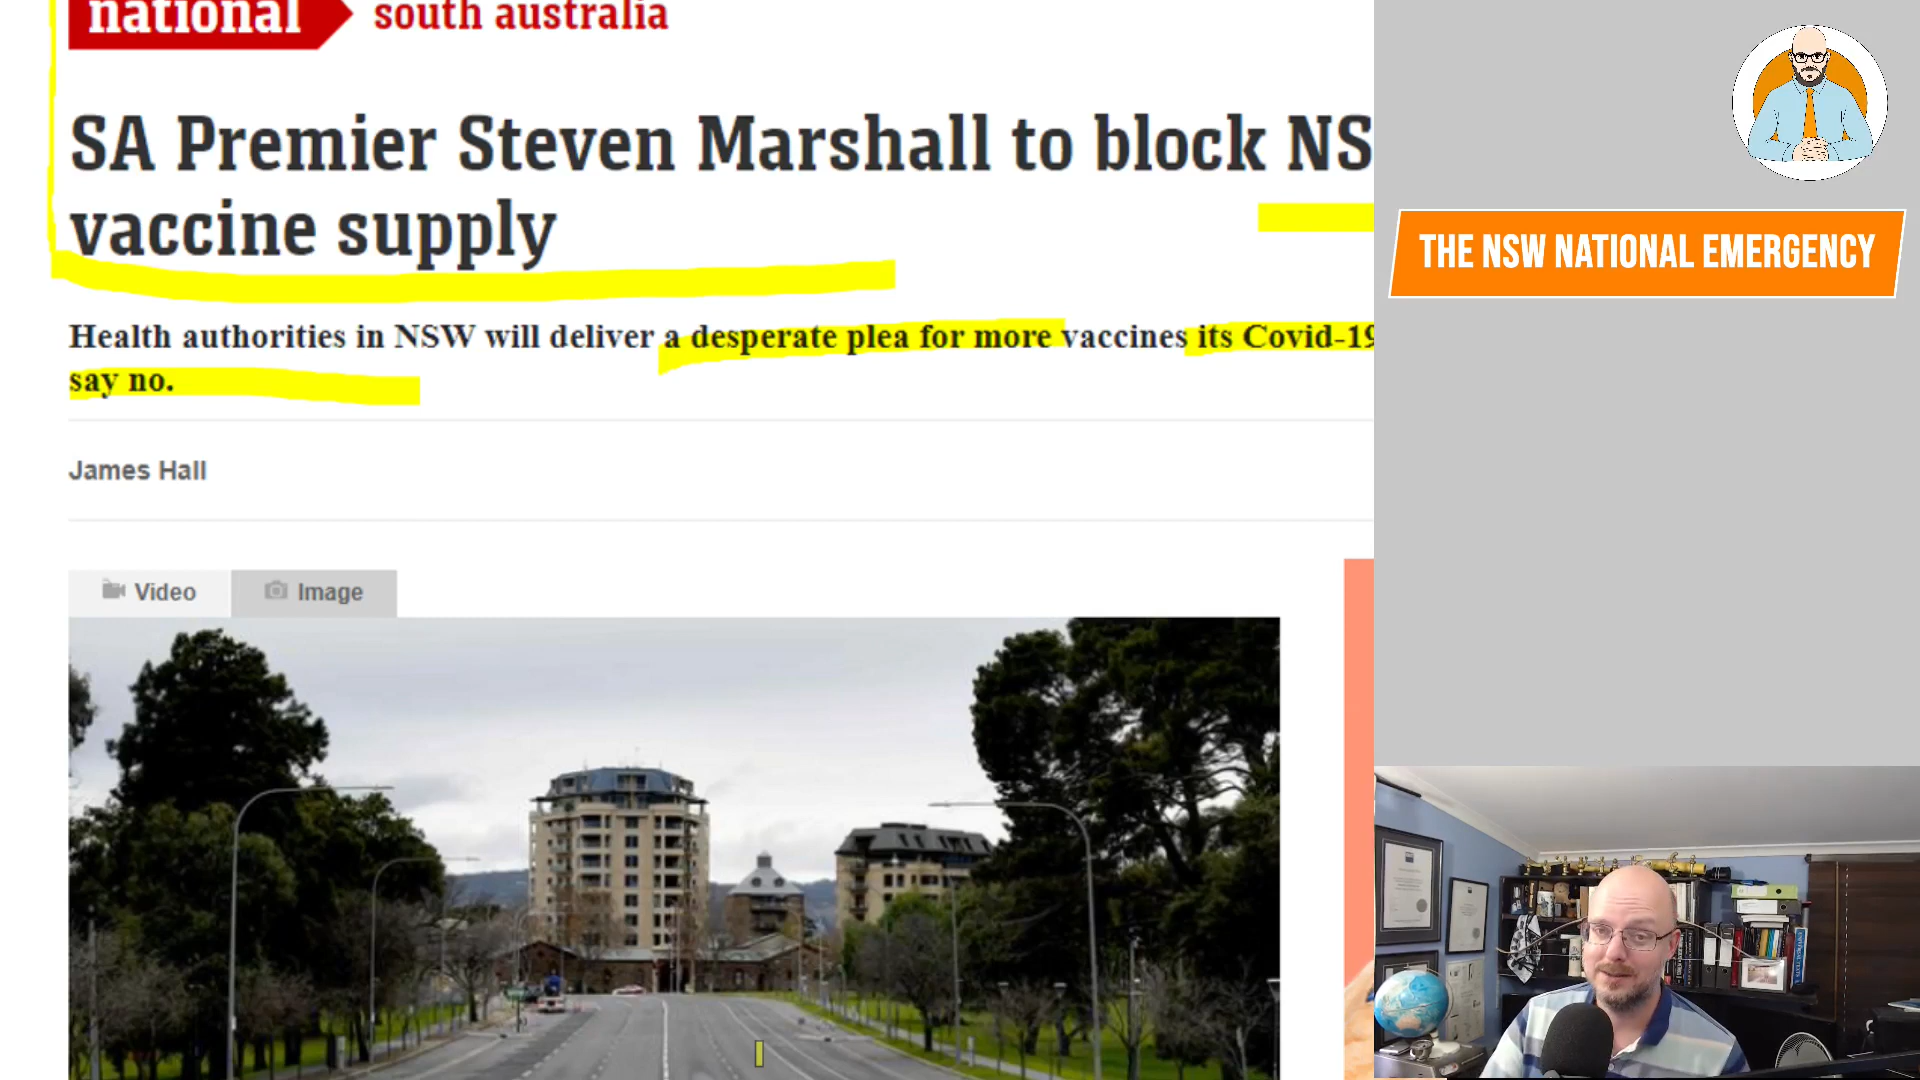 national south australia
SA Premier Steven Marshall to block NS
vaccine supply
Health authorities in NSW will deliver a desperate plea for more vaccines its Covid-19
say no.
James Hall
Video Image
THE NSW NATIONAL EMERGENCY